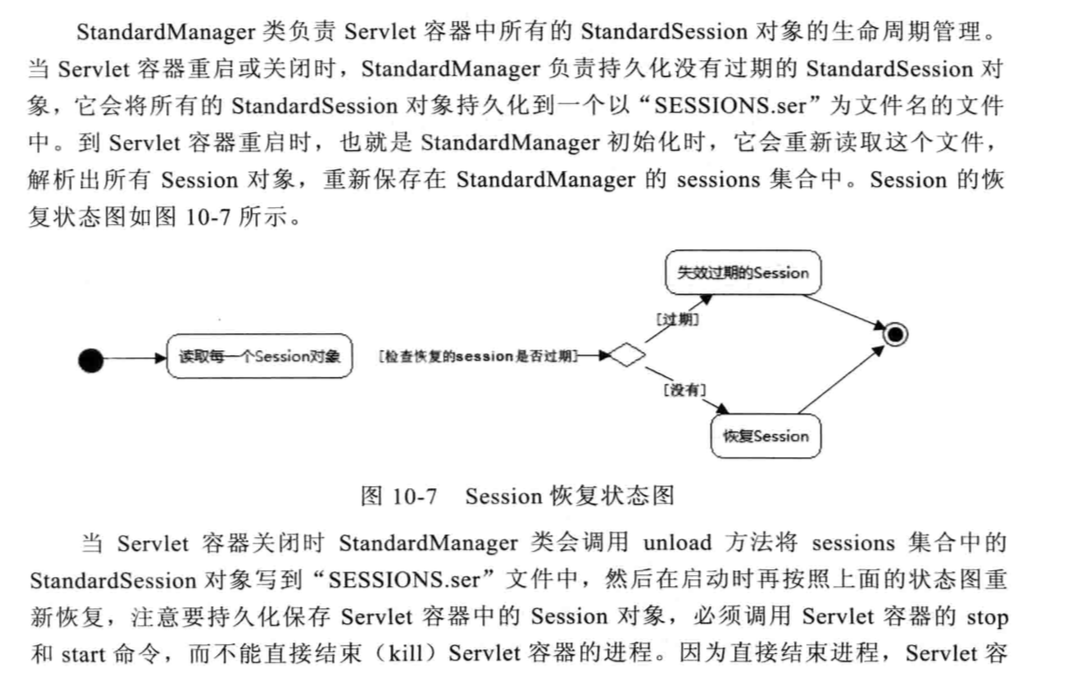 StandardManager 类负责 Servlet 容器中所有的 StandardSession 对象的生命周期管理。
当 Servlet 容器重启或关闭时，StandardManager 负责持久化没有过期的 StandardSession 对
象，它会将所有的 StandardSession 对象持久化到一个以“SESSIONS.ser”为文件名的文件
中。到 Servlet 容器重启时，也就是 StandardManager 初始化时，它会重新读取这个文件，
解析出所有 Session 对象，重新保存在 StandardManager 的 sessions 集合中。Session 的恢
复状态图如图 10-7 所示。
失效过期的Session
[过期]
读取每一个Session对象
[检查恢复的session是否过期]
[没有]
恢复Session
图 10-7 Session 恢复状态图
当 Servlet 容器关闭时 StandardManager 类会调用 unload 方法将 sessions 集合中的
StandardSession 对象写到“SESSIONS.ser”文件中，然后在启动时再按照上面的状态图重
新恢复，注意要持久化保存 Servlet 容器中的 Session 对象，必须调用 Servlet 容器的 stop
和 start 命令，而不能直接结束（kill）Servlet 容器的进程。因为直接结束进程，Servlet 容